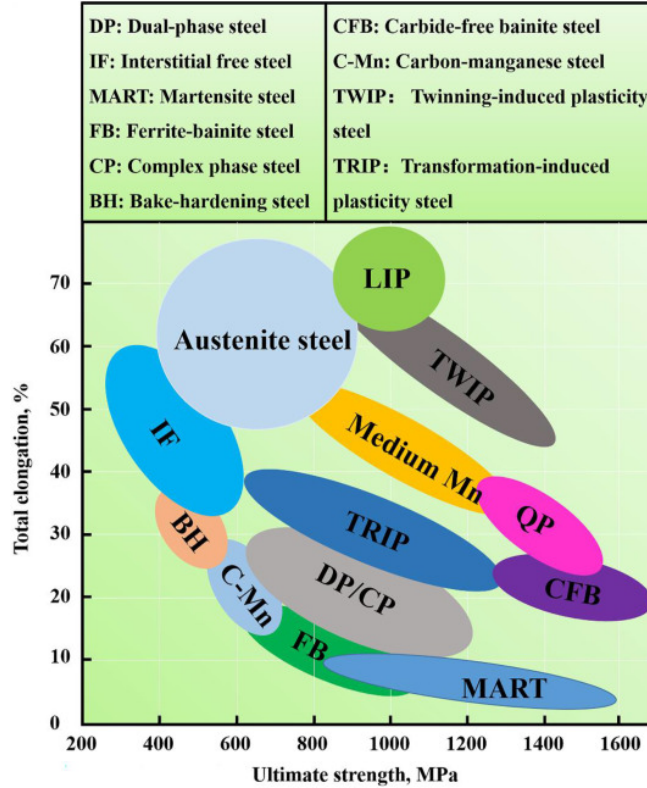 DP: Dual-phase steel
IF: Interstitial free steel
MART: Martensite steel
FB: Ferrite-bainite steel
CP: Complex phase steel
BH: Bake-hardening steel
CFB: Carbide-free bainite steel
C-Mn: Carbon-manganese steel
TWIP: Twinning-induced plasticity
steel
TRIP: Transformation-induced
plasticity steel
Total elongation, %
70
60
50
40
30
20
10
0
LIP
Austenite steel
TWIP
IF
Medium Mn
QP
BH
TRIP
CFB
C-Mn
DP/CP
FB
MART
200 400 600 800 1000 1200 1400 1600
Ultimate strength, MPa